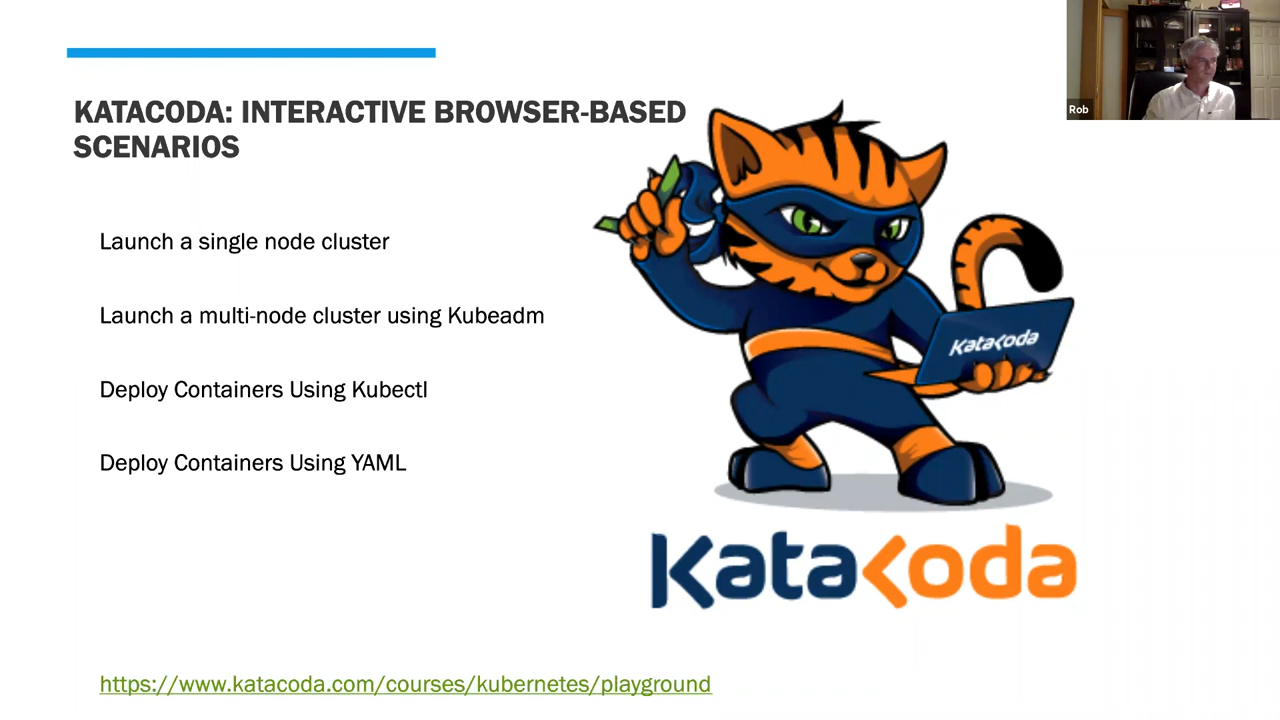 KATACODA: INTERACTIVE BROWSER-BASED
SCENARIOS
Launch a single node cluster
Launch a multi-node cluster using Kubeadm
Deploy Containers Using Kubectl
Deploy Containers Using YAML
https://www.katacoda.com/courses/kubernetes/playground
Katacoda
Katacoda
Rob